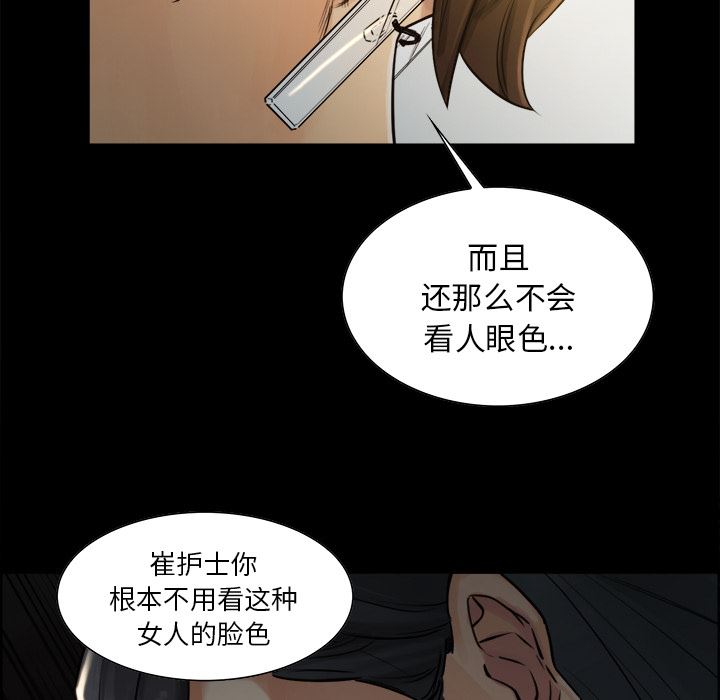 而且
还那么不会
看人眼色...
崔护士你
根本不用看这种
女人的脸色